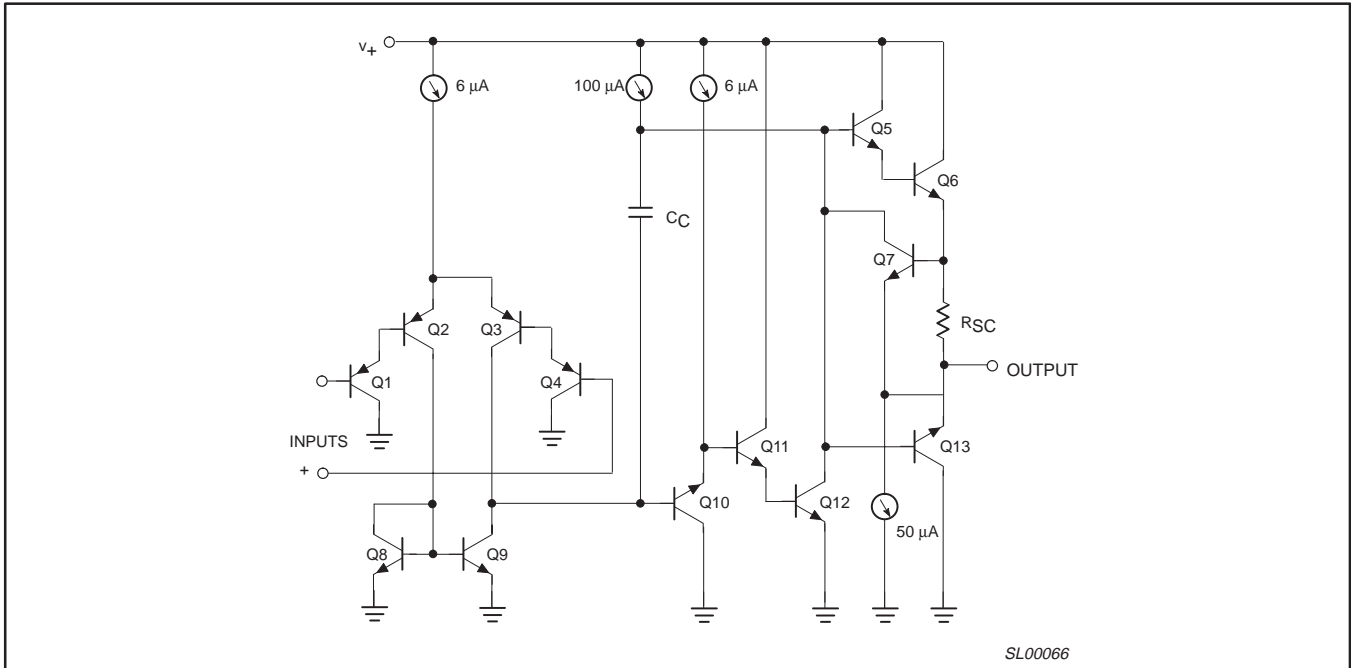 V+
6 µA
100 µA
6 µA
Q5
Q6
CC
Q7
Q2
Q3
RSC
Q1
Q4
OUTPUT
INPUTS
Q11
Q13
+
Q10
Q12
50 µA
Q8
Q9
SL00066